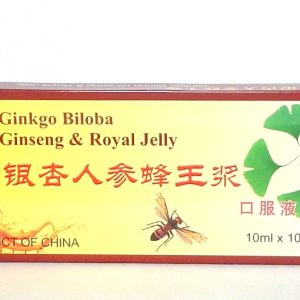 Ginkgo Biloba
Ginseng & Royal Jelly
银杏人参蜂王浆
口服液
10ml x 10
CT OF CHINA